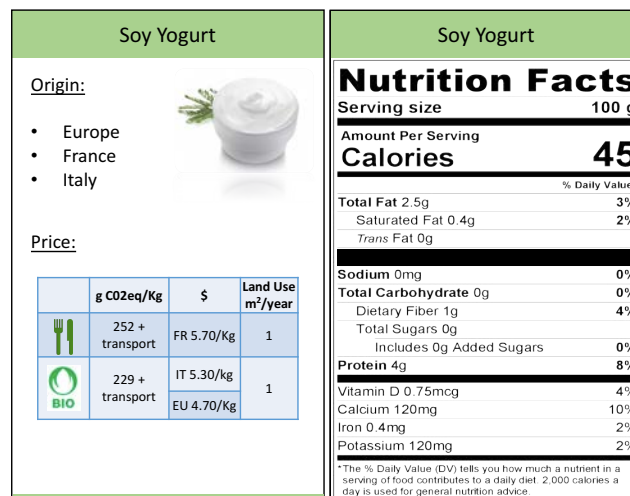 Soy Yogurt
Origin:
• Europe
• France
• Italy
Price:
g C02eq/Kg $ Land Use m²/year
252 + transport FR 5.70/Kg 1
BIO 229 + transport IT 5.30/kg 1
EU 4.70/Kg
Soy Yogurt
Nutrition Facts
Serving size 100 g
Amount Per Serving
Calories 45
% Daily Value
Total Fat 2.5g 3%
Saturated Fat 0.4g 2%
Trans Fat 0g
Sodium 0mg 0%
Total Carbohydrate 0g 0%
Dietary Fiber 1g 4%
Total Sugars 0g
Includes 0g Added Sugars 0%
Protein 4g 8%
Vitamin D 0.75mcg 4%
Calcium 120mg 10%
Iron 0.4mg 2%
Potassium 120mg 2%
*The % Daily Value (DV) tells you how much a nutrient in a
serving of food contributes to a daily diet. 2,000 calories a
day is used for general nutrition advice.